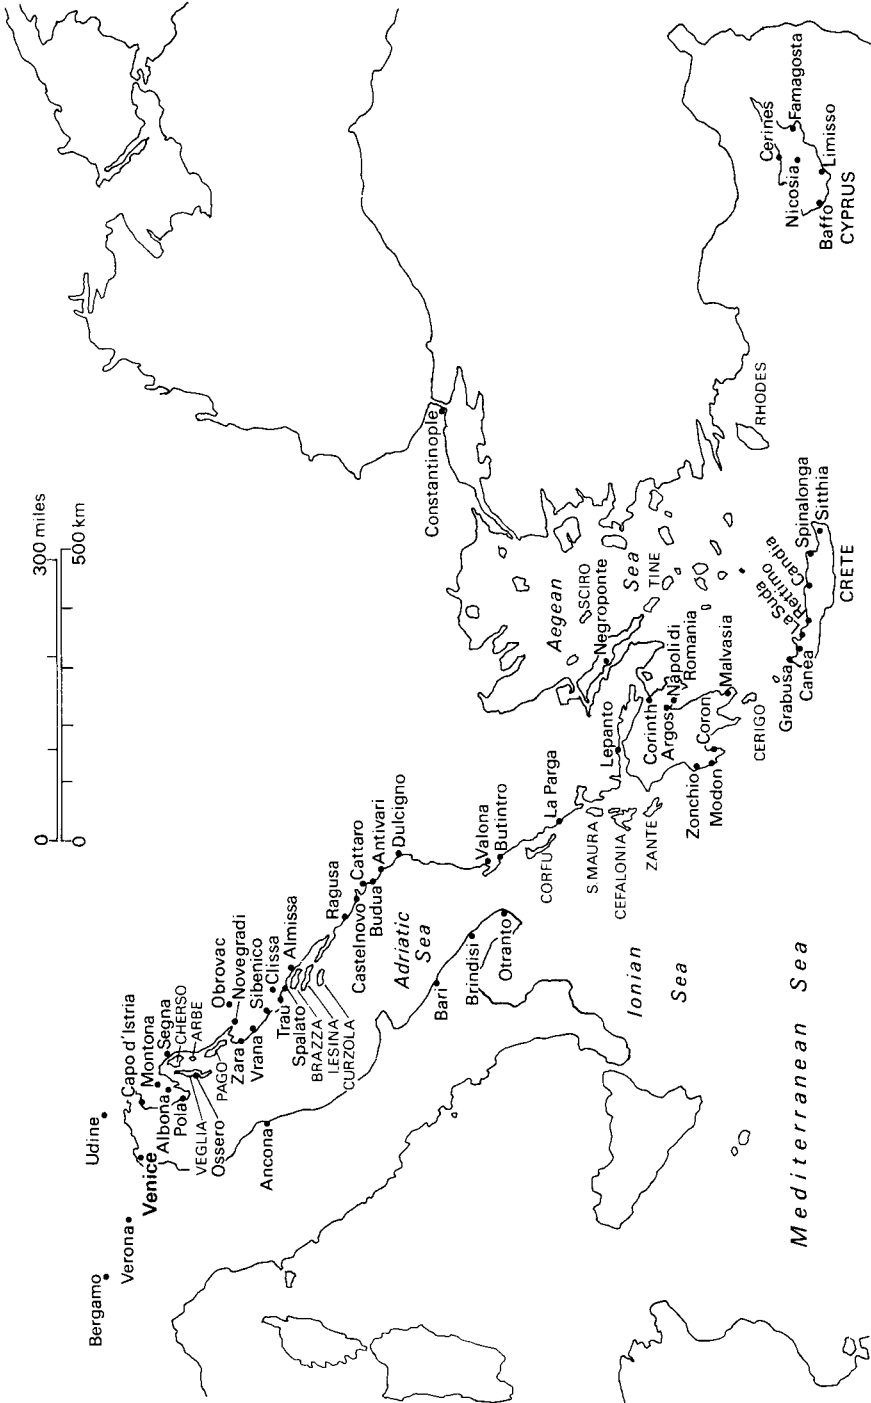 0 300 miles
0 500 km
Bergamo
Verona
Udine
Venice
Capo d'Istria
Montona
Segna
CHERSO
ARBE
Albona
Pola
VEGLIA
Ossero
PAGO
Obrovac
Novegradi
Zara
Vrana
Sibenico
Clissa
Almissa
Trau
Spalato
BRAZZA
LESINA
CURZOLA
Ancona
Ragusa
Castelnovo
Cattaro
Budua
Antivari
Dulcigno
Adriatic
Sea
Bari
Brindisi
Otranto
Valona
Butintro
CORFU
La Parga
S.MAURA
CEFALONIA
ZANTE
Lepanto
Ionian
Sea
Constantinople
Aegean
Sea
SCIRO
Negroponte
TINE
Corinth
Argos
Napoli di
Romania
Zonchio
Modon
Coron
Malvasia
CERIGO
Grabusa
Canea
La Suda
Rettimo
Candia
Spinalonga
Sitthia
CRETE
RHODES
Cerines
Famagosta
Nicosia
Limisso
Baffo
CYPRUS
Mediterranean Sea